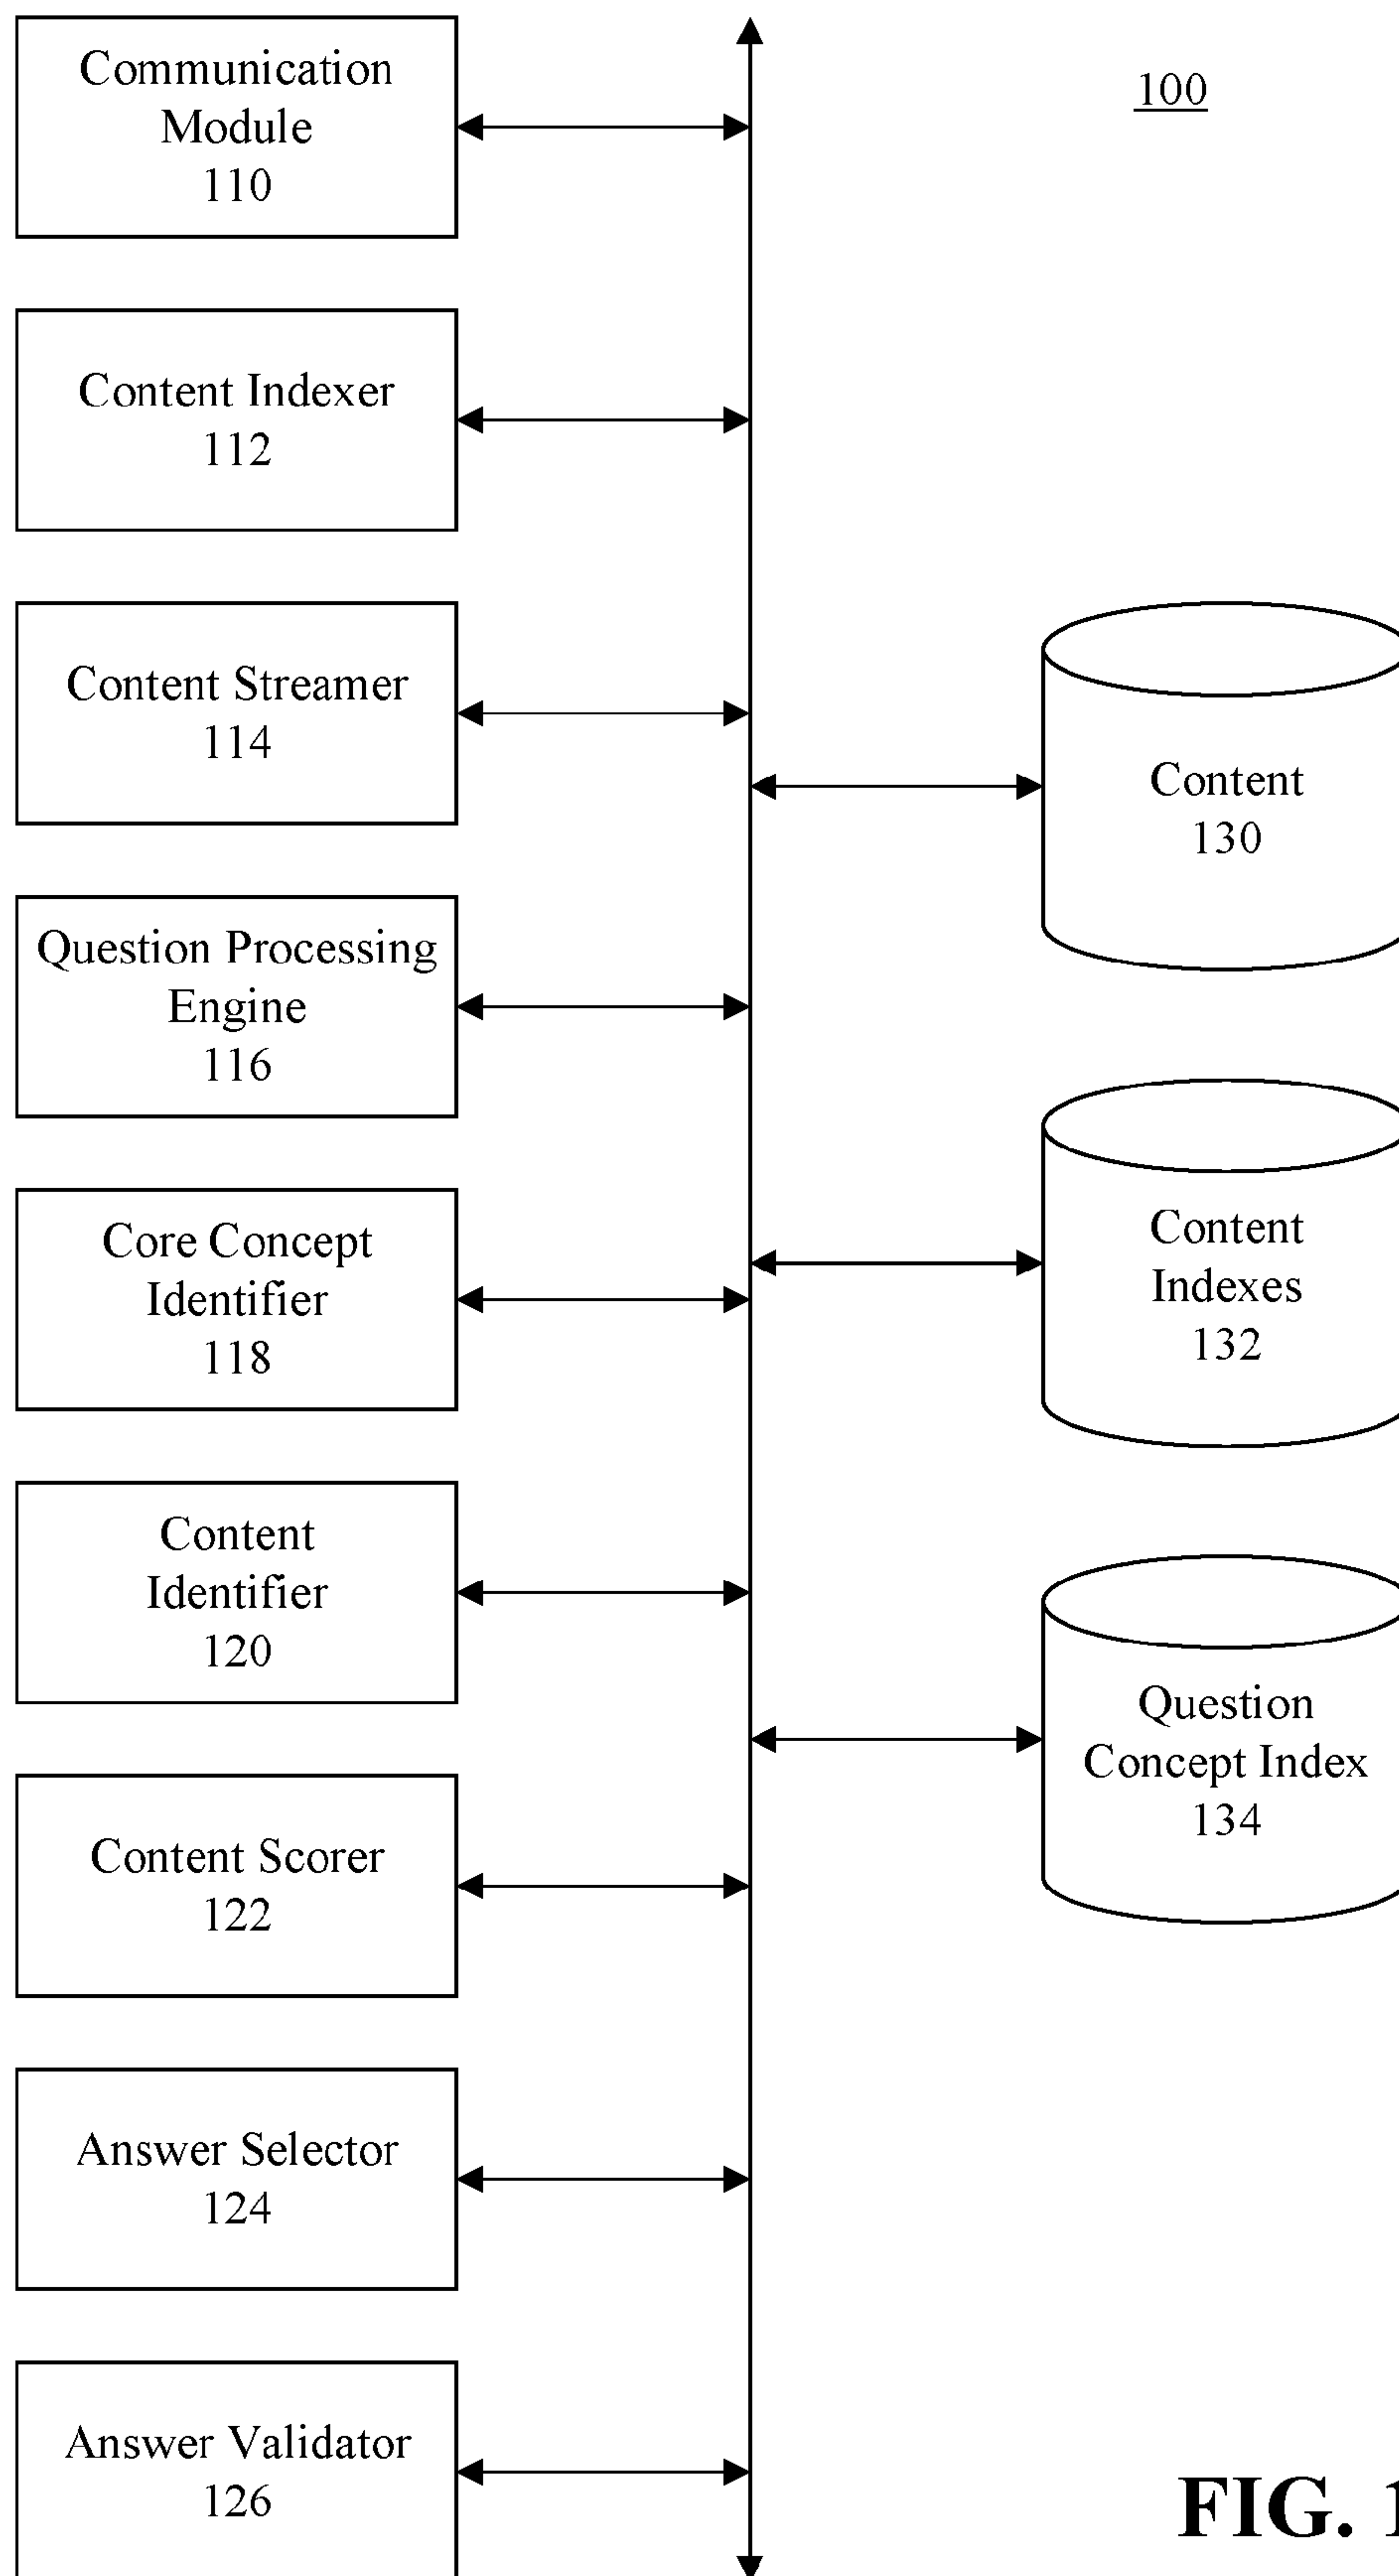 Communication
Module
110
100
Content Indexer
112
Content Streamer
114
Content
130
Question Processing
Engine
116
Core Concept
Identifier
118
Content
Indexes
132
Content
Identifier
120
Question
Concept Index
134
Content Scorer
122
Answer Selector
124
Answer Validator
126
FIG. 1